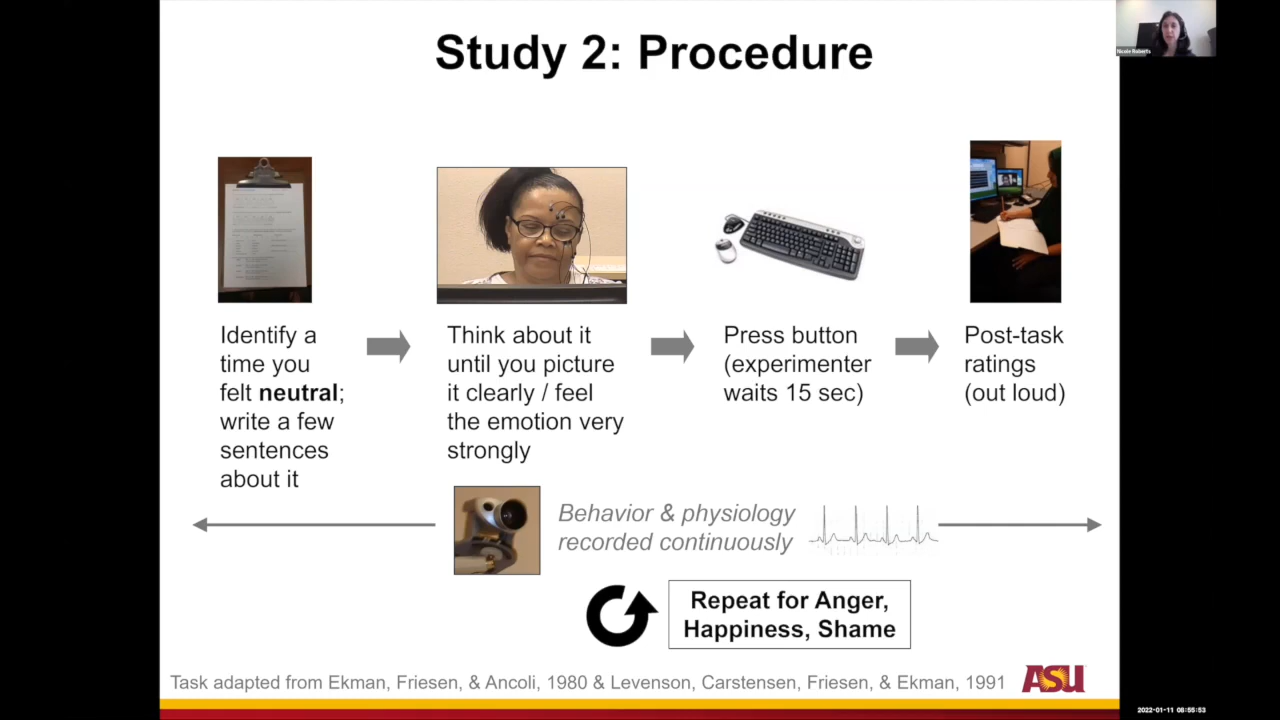 Study 2: Procedure
Nicole Roberts
Identify a
time you
felt neutral;
write a few
sentences
about it
Think about it
until you picture
it clearly / feel
the emotion very
strongly
Press button
(experimenter
waits 15 sec)
Post-task
ratings
(out loud)
Behavior & physiology
recorded continuously
Repeat for Anger,
Happiness, Shame
Task adapted from Ekman, Friesen, & Ancoli, 1980 & Levenson, Carstensen, Friesen, & Ekman, 1991
ASU
2022-01-11 08:55:53